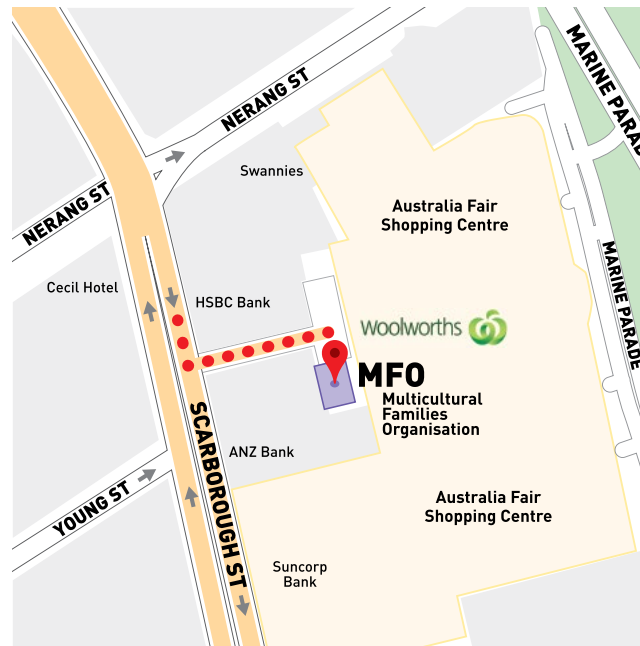 NERANG ST
MARINE PARADE
Swannies
NERANG ST
Australia Fair
Shopping Centre
MARINE PARADE
Cecil Hotel
HSBC Bank
Woolworths
MFO
Multicultural
Families
Organisation
SCARBOROUGH ST
ANZ Bank
YOUNG ST
Australia Fair
Shopping Centre
Suncorp
Bank